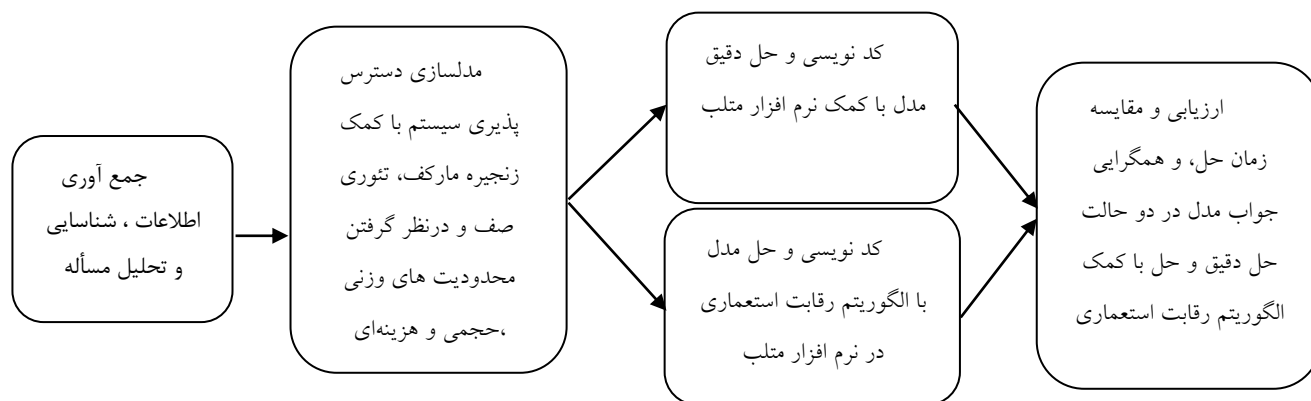 جمع آوری
اطلاعات ، شناسایی
و تحلیل مسأله
مدلسازی دسترس
پذیری سیستم با کمک
زنجیره مارکف، تئوری
صف و درنظر گرفتن
محدودیت های وزنی
،حجمی و هزینه‌ای
کد نویسی و حل دقیق
مدل با کمک نرم افزار متلب
کد نویسی و حل مدل
با الگوریتم رقابت استعماری
در نرم افزار متلب
ارزیابی و مقایسه
زمان حل، و همگرایی
جواب مدل در دو حالت
حل دقیق و حل با کمک
الگوریتم رقابت استعماری